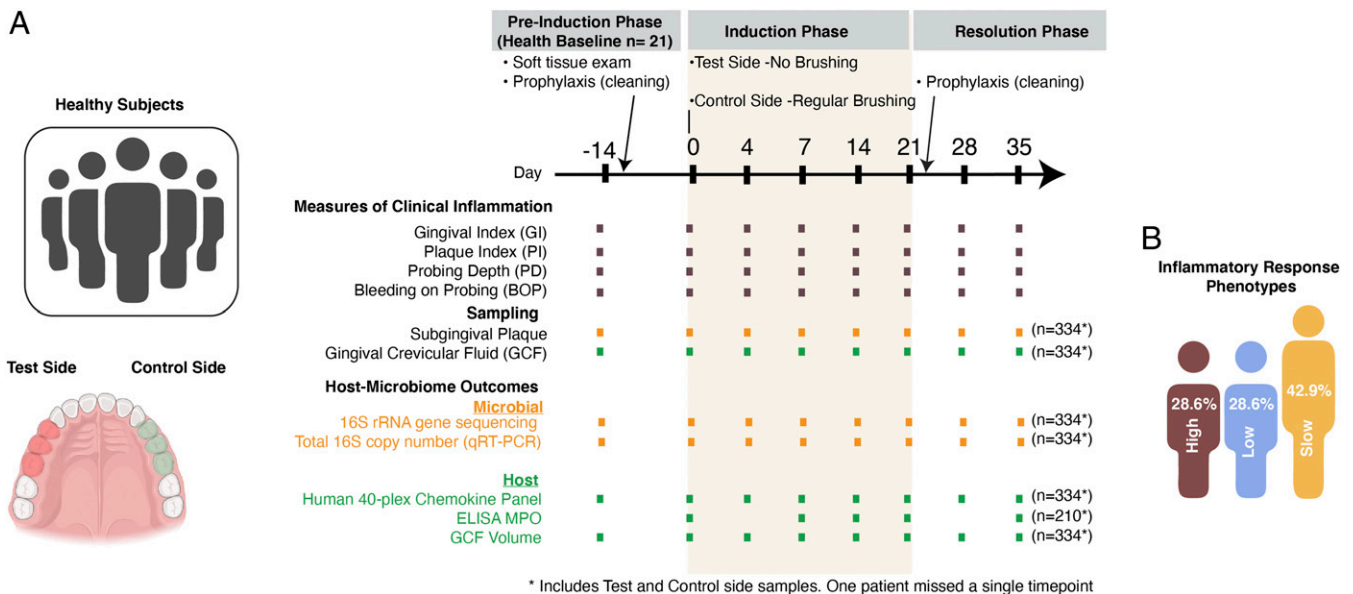 A
Healthy Subjects
Test Side
Control Side
Pre-Induction Phase
(Health Baseline n= 21)
Induction Phase
Resolution Phase
• Soft tissue exam
• Prophylaxis (cleaning)
•Test Side -No Brushing
•Control Side -Regular Brushing
• Prophylaxis (cleaning)
Day
-14 0 4 7 14 21 28 35
Measures of Clinical Inflammation
Gingival Index (GI)
Plaque Index (PI)
Probing Depth (PD)
Bleeding on Probing (BOP)
Sampling
Subgingival Plaque (n=334*)
Gingival Crevicular Fluid (GCF) (n=334*)
Host-Microbiome Outcomes
Microbial
16S rRNA gene sequencing (n=334*)
Total 16S copy number (qRT-PCR) (n=334*)
Host
Human 40-plex Chemokine Panel (n=334*)
ELISA MPO (n=210*)
GCF Volume (n=334*)
* Includes Test and Control side samples. One patient missed a single timepoint
B
Inflammatory Response
Phenotypes
28.6% 28.6% 42.9%
High Low Slow